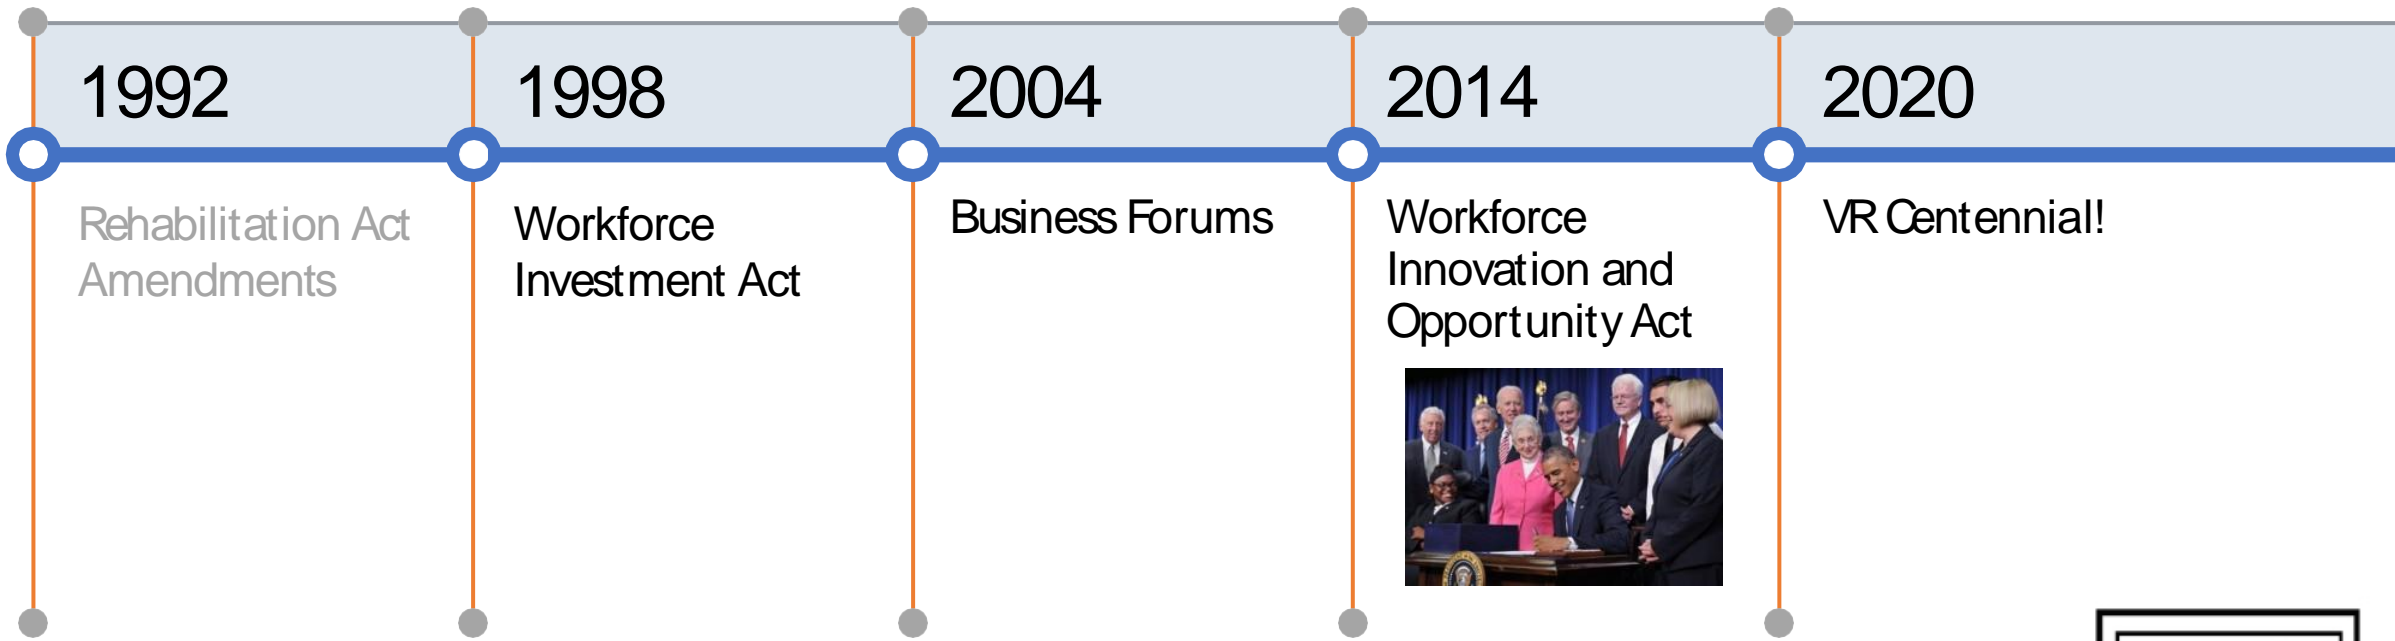 1992
Rehabilitation Act
Amendments
1998
Workforce
Investment Act
2004
Business Forums
2014
Workforce
Innovation and
Opportunity Act
2020
VR Centennial!